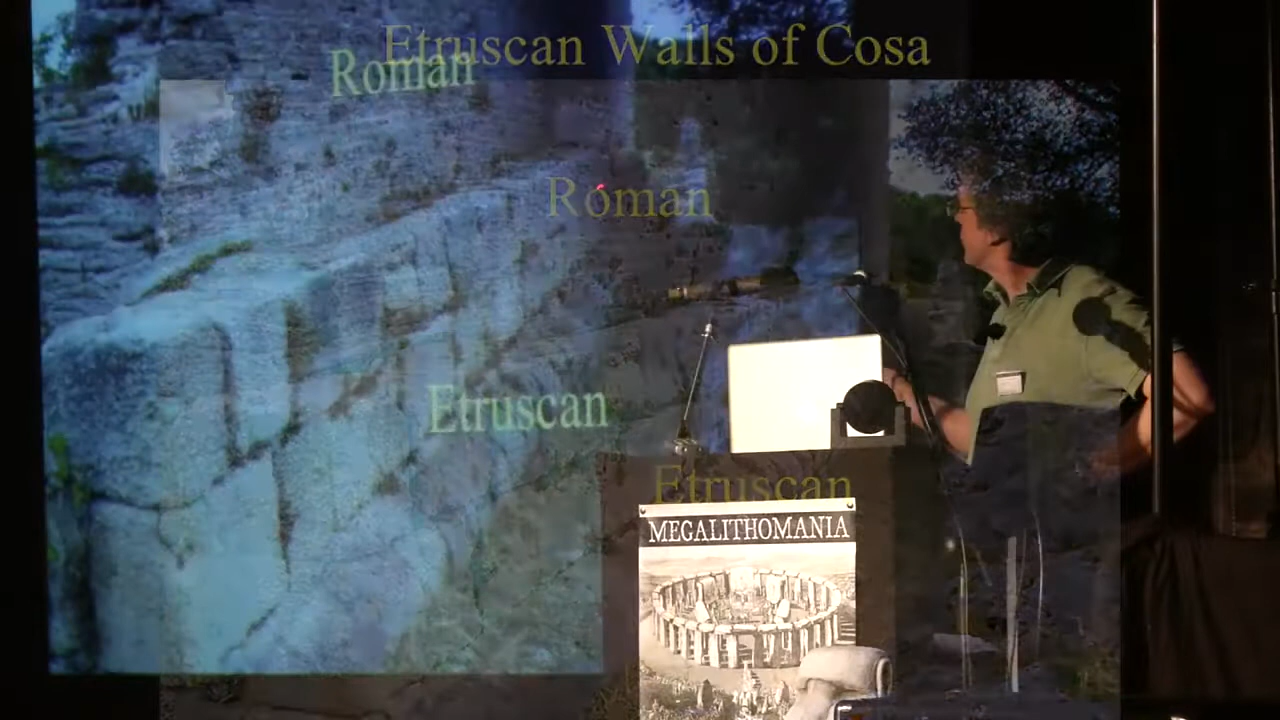 Etruscan Walls of Cosa
Roman
Roman
Etruscan
Etruscan
MEGALITHOMANIA